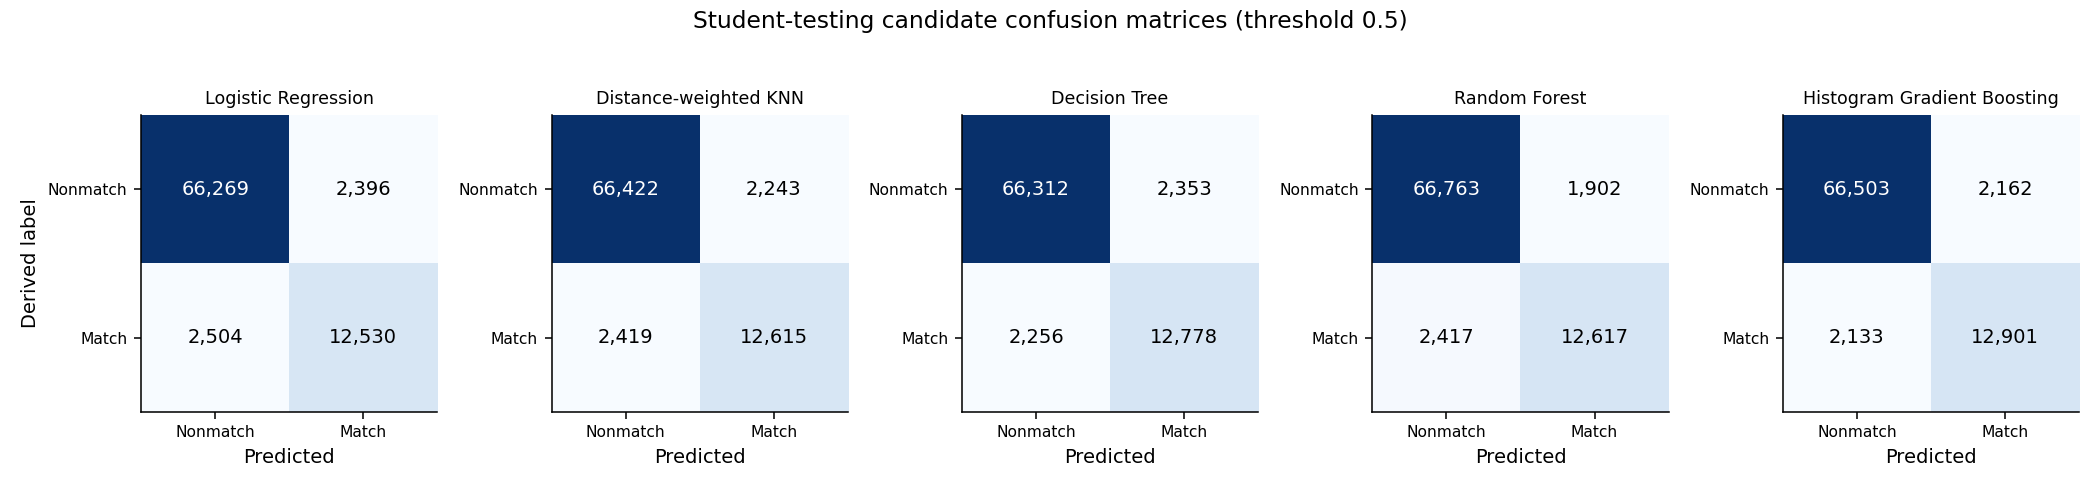 Student-testing candidate confusion matrices (threshold 0.5)
Logistic Regression
Derived label
Nonmatch
66,269 2,396
Match
2,504 12,530
Nonmatch Match
Predicted
Distance-weighted KNN
Nonmatch
66,422 2,243
Match
2,419 12,615
Nonmatch Match
Predicted
Decision Tree
Nonmatch
66,312 2,353
Match
2,256 12,778
Nonmatch Match
Predicted
Random Forest
Nonmatch
66,763 1,902
Match
2,417 12,617
Nonmatch Match
Predicted
Histogram Gradient Boosting
Nonmatch
66,503 2,162
Match
2,133 12,901
Nonmatch Match
Predicted